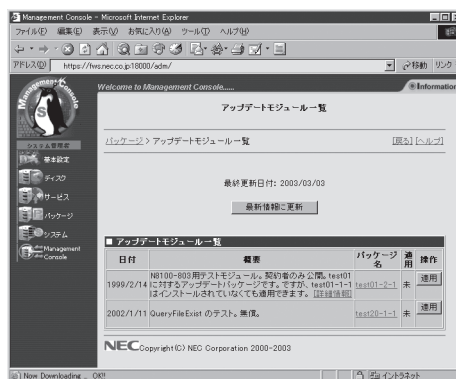 Management Console - Microsoft Internet Explorer
ファイル(F) 編集(E) 表示(V) お気に入り(A) ツール(T) ヘルプ(H)
アドレス(D) https://fws.nec.co.jp:18000/adm/ 移動 リンク
Management Console
Welcome to Management Console......
Information
システム管理者
基本設定
ディスク
サービス
パッケージ
システム
Management Console
アップデートモジュール一覧
パッケージ > アップデートモジュール一覧 [戻る] [ヘルプ]
最終更新日付: 2003/03/03
最新情報に更新
■ アップデートモジュール一覧
日付 概要 パッケージ名 適用 操作
1999/2/14 N8100-803用テストモジュール。契約者のみ公開。test01に対するアップデートパッケージです。ですが、test01-1-1はインストールされていなくても適用できます。 [詳細情報] test01-2-1 未 適用
2002/1/11 QueryFileExist のテスト。無償。 test20-1-1 未 適用
NEC Copyright(C) NEC Corporation 2000-2003
Now Downloading... OK!! イントラネット